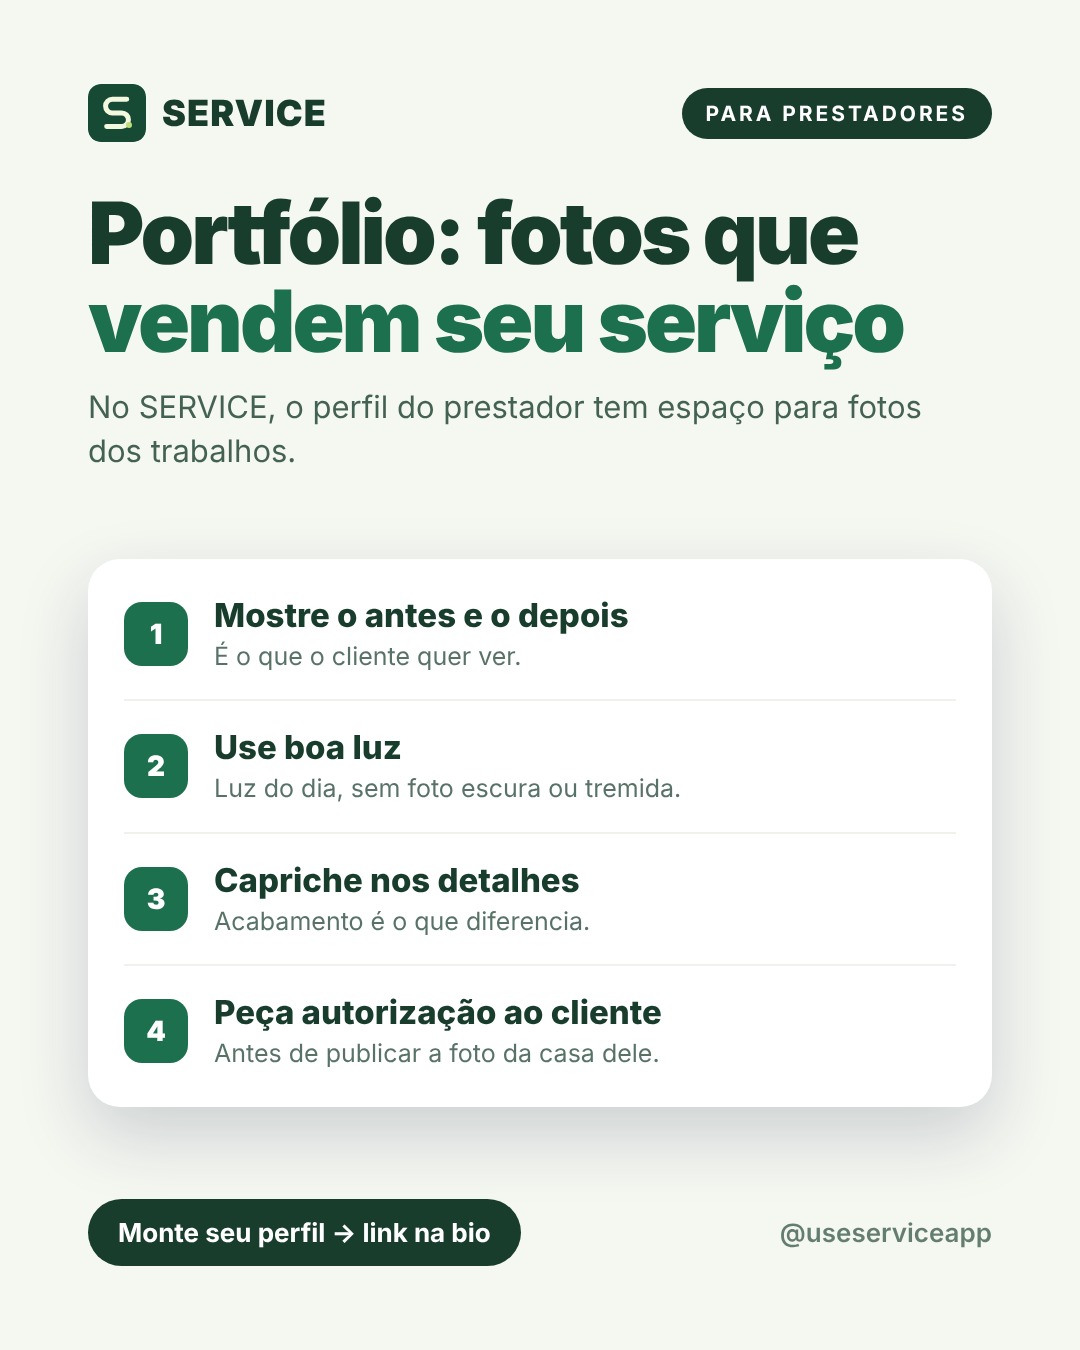 SERVICE
PARA PRESTADORES
Portfólio: fotos que
vendem seu serviço
No SERVICE, o perfil do prestador tem espaço para fotos
dos trabalhos.
1
Mostre o antes e o depois
É o que o cliente quer ver.
2
Use boa luz
Luz do dia, sem foto escura ou tremida.
3
Capriche nos detalhes
Acabamento é o que diferencia.
4
Peça autorização ao cliente
Antes de publicar a foto da casa dele.
Monte seu perfil → link na bio
@useserviceapp